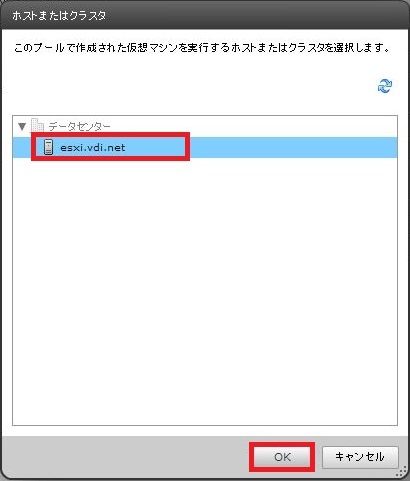 ホストまたはクラスタ
このプールで作成された仮想マシンを実行するホストまたはクラスタを選択します。
データセンター
esxi.vdi.net
OK
キャンセル